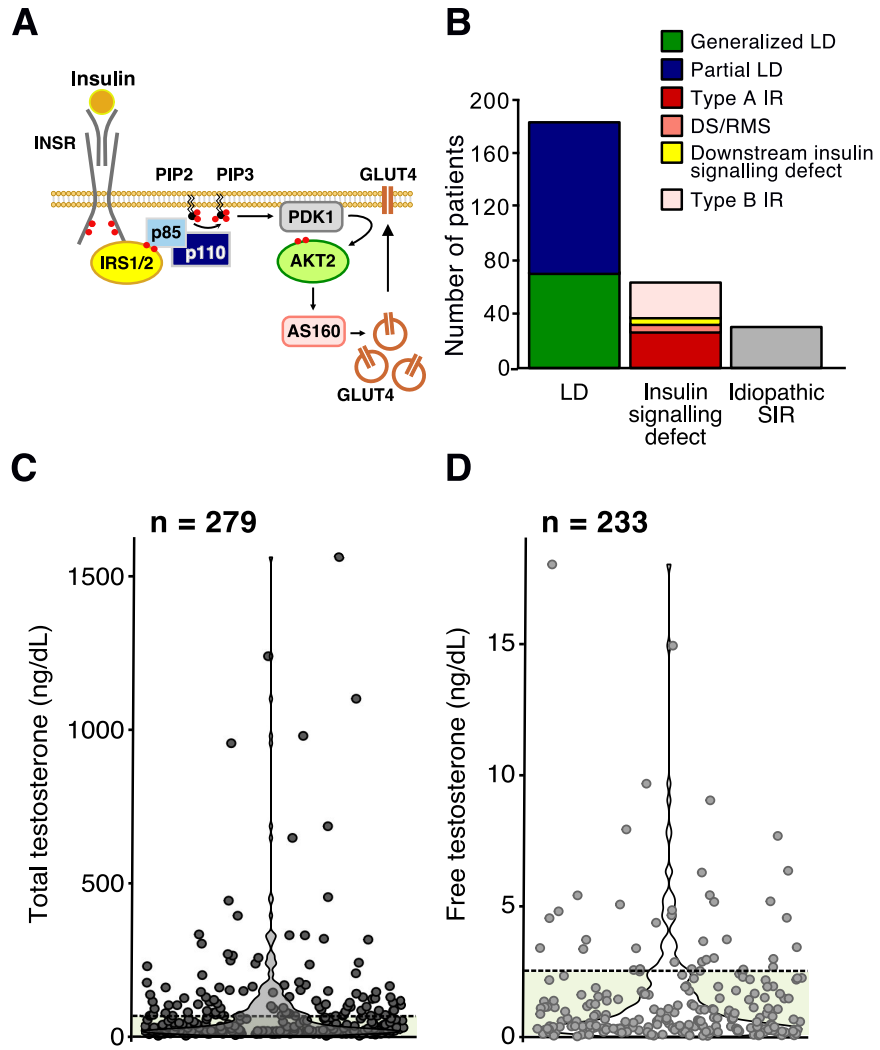 A
Insulin
INSR
PIP2
PIP3
GLUT4
p85
p110
IRS1/2
PDK1
AKT2
AS160
GLUT4
B
Generalized LD
Partial LD
Type A IR
DS/RMS
Downstream insulin
signalling defect
Type B IR
Number of patients
200
160
120
80
40
0
LD
Insulin
signalling
defect
Idiopathic
SIR
C
n = 279
Total testosterone (ng/dL)
1500
1000
500
0
D
n = 233
Free testosterone (ng/dL)
15
10
5
0